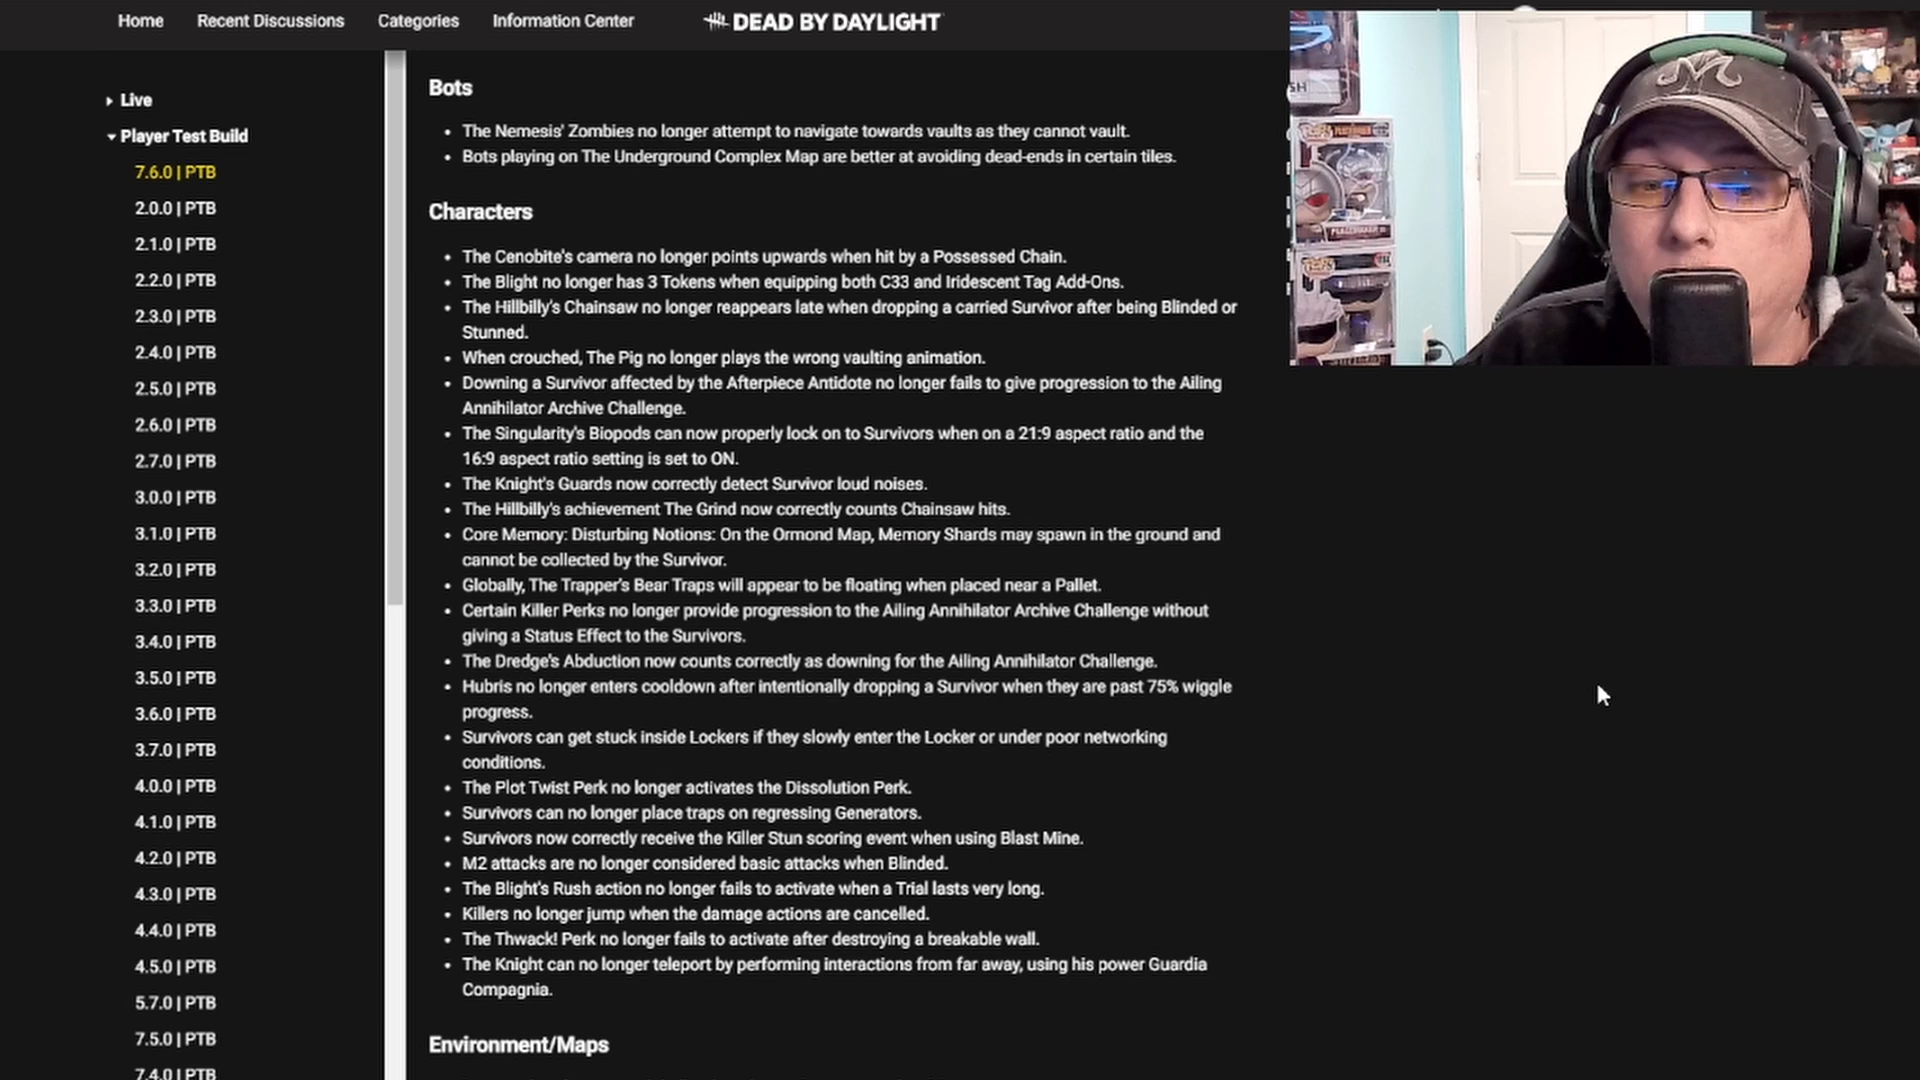 Home Recent Discussions Categories Information Center DEAD BY DAYLIGHT
Live
Player Test Build
7.6.0 | PTB
2.0.0 | PTB
2.1.0 | PTB
2.2.0 | PTB
2.3.0 | PTB
2.4.0 | PTB
2.5.0 | PTB
2.6.0 | PTB
2.7.0 | PTB
3.0.0 | PTB
3.1.0 | PTB
3.2.0 | PTB
3.3.0 | PTB
3.4.0 | PTB
3.5.0 | PTB
3.6.0 | PTB
3.7.0 | PTB
4.0.0 | PTB
4.1.0 | PTB
4.2.0 | PTB
4.3.0 | PTB
4.4.0 | PTB
4.5.0 | PTB
5.7.0 | PTB
7.5.0 | PTB
7.4.0 | PTB
Bots
• The Nemesis' Zombies no longer attempt to navigate towards vaults as they cannot vault.
• Bots playing on The Underground Complex Map are better at avoiding dead-ends in certain tiles.
Characters
• The Cenobite's camera no longer points upwards when hit by a Possessed Chain.
• The Blight no longer has 3 Tokens when equipping both C33 and Iridescent Tag Add-Ons.
• The Hillbilly's Chainsaw no longer reappears late when dropping a carried Survivor after being Blinded or
Stunned.
• When crouched, The Pig no longer plays the wrong vaulting animation.
• Downing a Survivor affected by the Afterpiece Antidote no longer fails to give progression to the Ailing
Annihilator Archive Challenge.
• The Singularity's Biopods can now properly lock on to Survivors when on a 21:9 aspect ratio and the
16:9 aspect ratio setting is set to ON.
• The Knight's Guards now correctly detect Survivor loud noises.
• The Hillbilly's achievement The Grind now correctly counts Chainsaw hits.
• Core Memory: Disturbing Notions: On the Ormond Map, Memory Shards may spawn in the ground and
cannot be collected by the Survivor.
• Globally, The Trapper's Bear Traps will appear to be floating when placed near a Pallet.
• Certain Killer Perks no longer provide progression to the Ailing Annihilator Archive Challenge without
giving a Status Effect to the Survivors.
• The Dredge's Abduction now counts correctly as downing for the Ailing Annihilator Challenge.
• Hubris no longer enters cooldown after intentionally dropping a Survivor when they are past 75% wiggle
progress.
• Survivors can get stuck inside Lockers if they slowly enter the Locker or under poor networking
conditions.
• The Plot Twist Perk no longer activates the Dissolution Perk.
• Survivors can no longer place traps on regressing Generators.
• Survivors now correctly receive the Killer Stun scoring event when using Blast Mine.
• M2 attacks are no longer considered basic attacks when Blinded.
• The Blight's Rush action no longer fails to activate when a Trial lasts very long.
• Killers no longer jump when the damage actions are cancelled.
• The Thwack! Perk no longer fails to activate after destroying a breakable wall.
• The Knight can no longer teleport by performing interactions from far away, using his power Guardia
Compagnia.
Environment/Maps